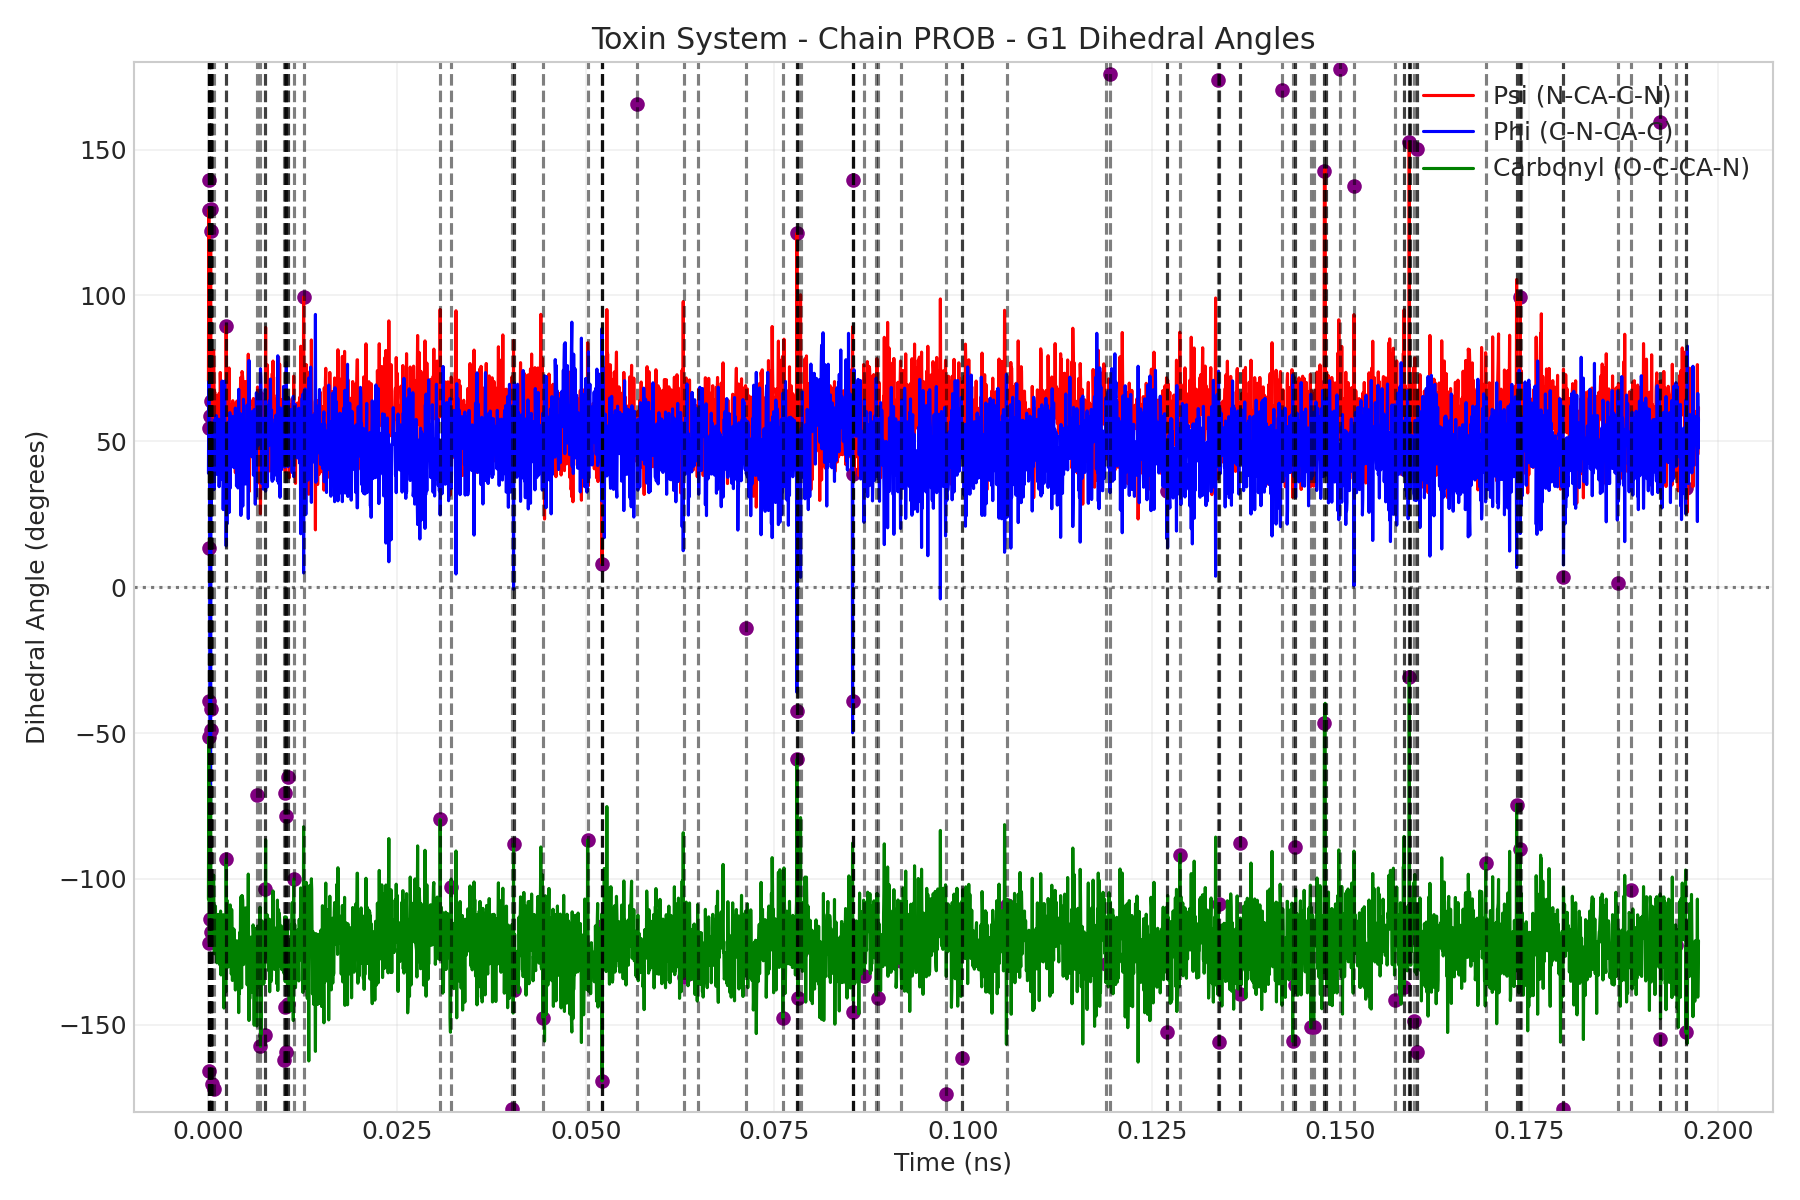 Toxin System - Chain PROB - G1 Dihedral Angles
Psi (N-CA-C-N)
Phi (C-N-CA-C)
Carbonyl (O-C-CA-N)
Dihedral Angle (degrees)
150
100
50
0
−50
−100
−150
0.000 0.025 0.050 0.075 0.100 0.125 0.150 0.175 0.200
Time (ns)